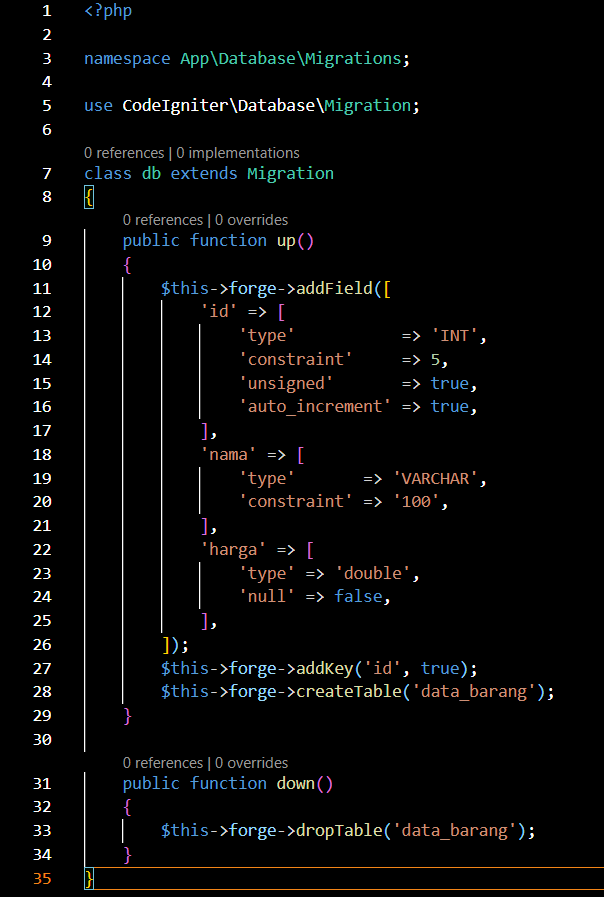 1 <?php
2
3 namespace App\Database\Migrations;
4
5 use CodeIgniter\Database\Migration;
6
0 references | 0 implementations
7 class db extends Migration
8 {
0 references | 0 overrides
9     public function up()
10     {
11         $this->forge->addField([
12             'id' => [
13                 'type'           => 'INT',
14                 'constraint'     => 5,
15                 'unsigned'       => true,
16                 'auto_increment' => true,
17             ],
18             'nama' => [
19                 'type'       => 'VARCHAR',
20                 'constraint' => '100',
21             ],
22             'harga' => [
23                 'type' => 'double',
24                 'null' => false,
25             ],
26         ]);
27         $this->forge->addKey('id', true);
28         $this->forge->createTable('data_barang');
29     }
30
0 references | 0 overrides
31     public function down()
32     {
33         $this->forge->dropTable('data_barang');
34     }
35 }